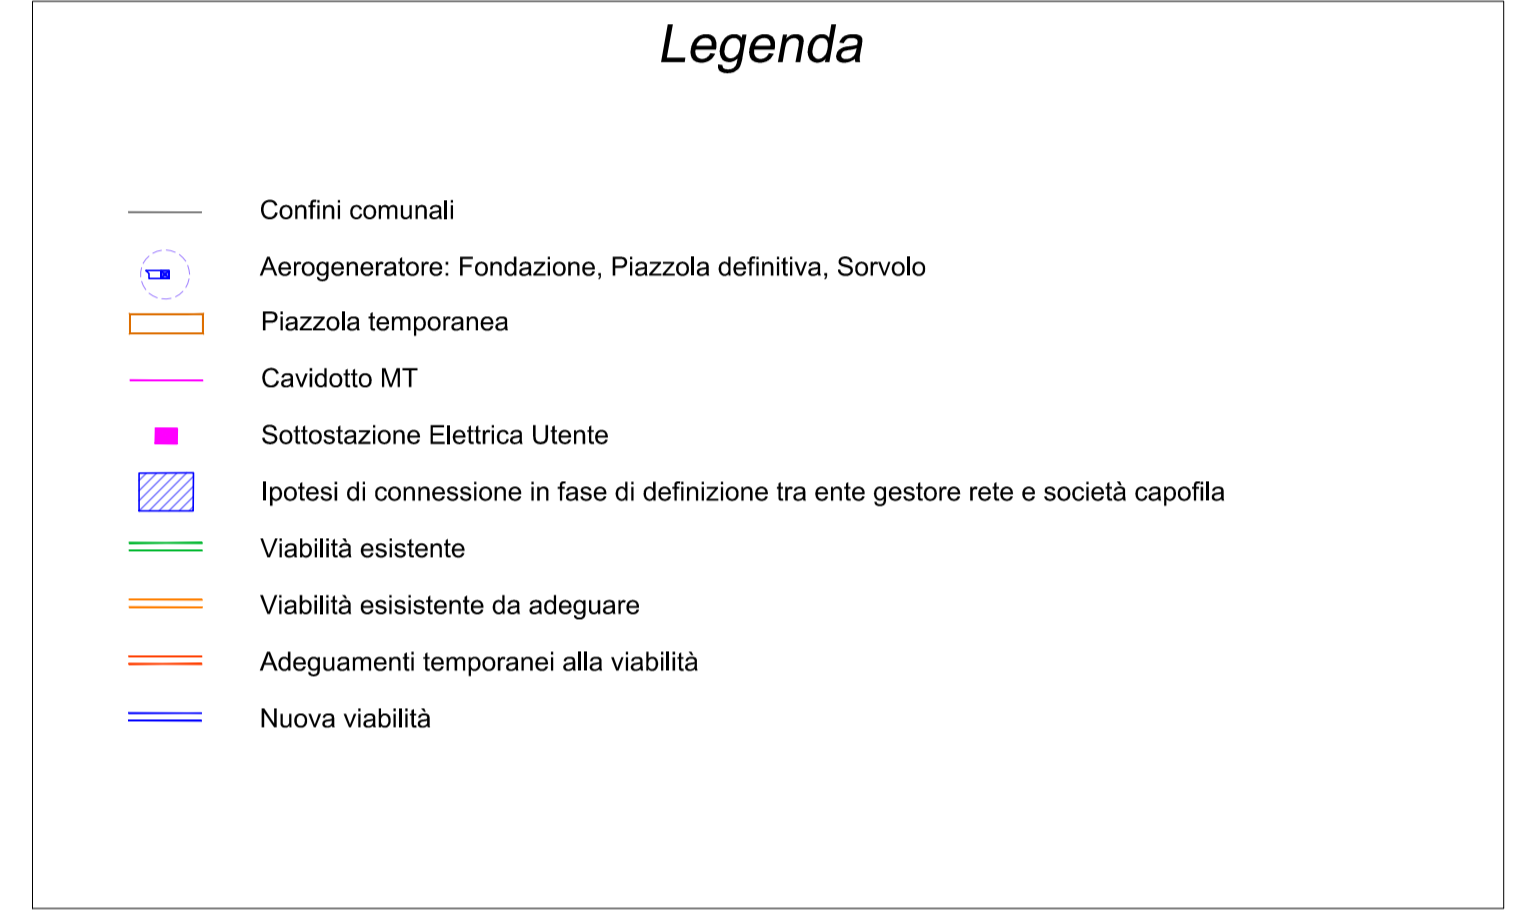 Legenda
Confini comunali
Aerogeneratore: Fondazione, Piazzola definitiva, Sorvolo
Piazzola temporanea
Cavidotto MT
Sottostazione Elettrica Utente
Ipotesi di connessione in fase di definizione tra ente gestore rete e società capofila
Viabilità esistente
Viabilità esisistente da adeguare
Adeguamenti temporanei alla viabilità
Nuova viabilità